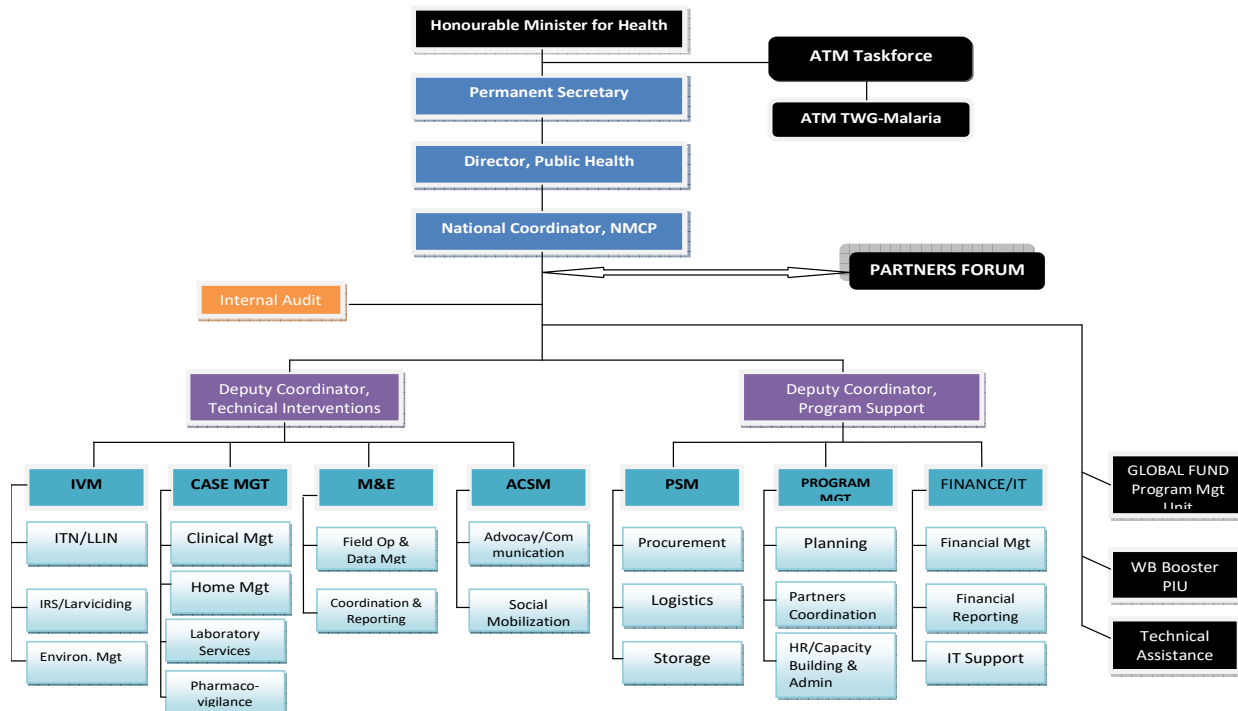 Honourable Minister for Health
ATM Taskforce
Permanent Secretary
ATM TWG-Malaria
Director, Public Health
National Coordinator, NMCP
PARTNERS FORUM
Internal Audit
Deputy Coordinator,
Technical Interventions
Deputy Coordinator,
Program Support
IVM
CASE MGT
M&E
ACSM
PSM
PROGRAM
MGT
FINANCE/IT
GLOBAL FUND
Program Mgt
Unit
ITN/LLIN
Clinical Mgt
Field Op &
Data Mgt
Advocay/Com
munication
Procurement
Planning
Financial Mgt
WB Booster
PIU
IRS/Larviciding
Home Mgt
Coordination &
Reporting
Social
Mobilization
Logistics
Partners
Coordination
Financial
Reporting
Technical
Assistance
Environ. Mgt
Laboratory
Services
Storage
HR/Capacity
Building &
Admin
IT Support
Pharmaco-
vigilance